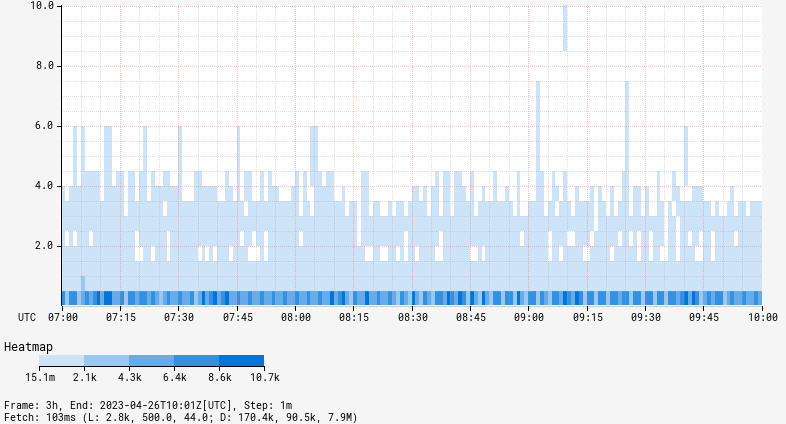 10.0
8.0
6.0
4.0
2.0
UTC 07:00 07:15 07:30 07:45 08:00 08:15 08:30 08:45 09:00 09:15 09:30 09:45 10:00
Heatmap
15.1m 2.1k 4.3k 6.4k 8.6k 10.7k
Frame: 3h, End: 2023-04-26T10:01Z[UTC], Step: 1m
Fetch: 103ms (L: 2.8k, 500.0, 44.0; D: 170.4k, 90.5k, 7.9M)